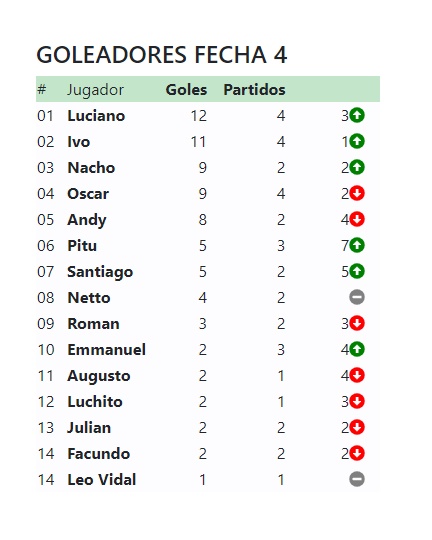 GOLEADORES FECHA 4
# Jugador Goles Partidos
01 Luciano 12 4 3
02 Ivo 11 4 1
03 Nacho 9 2 2
04 Oscar 9 4 2
05 Andy 8 2 4
06 Pitu 5 3 7
07 Santiago 5 2 5
08 Netto 4 2
09 Roman 3 2 3
10 Emmanuel 2 3 4
11 Augusto 2 1 4
12 Luchito 2 1 3
13 Julian 2 2 2
14 Facundo 2 2 2
14 Leo Vidal 1 1